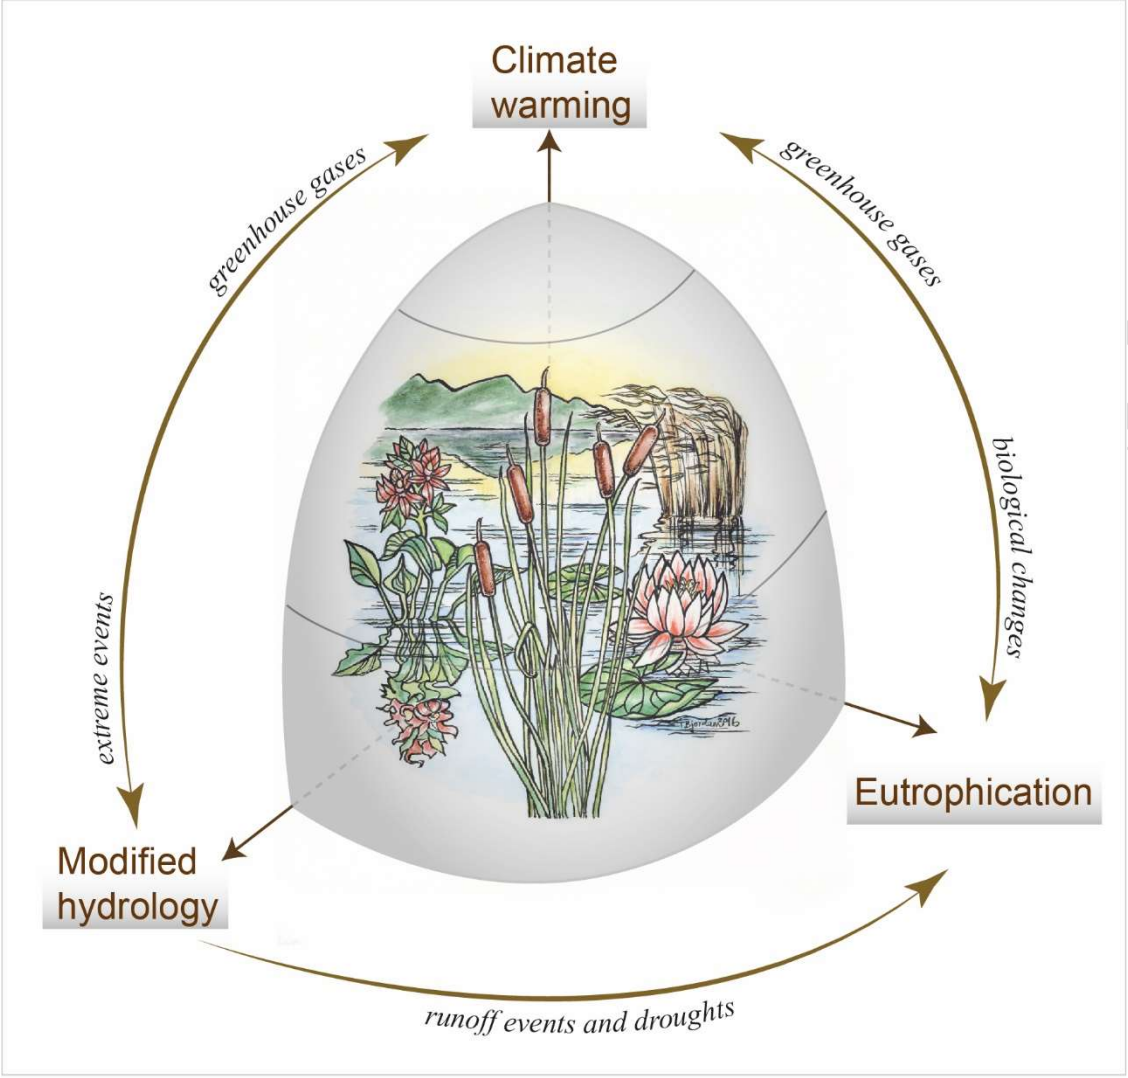 Climate
warming
greenhouse gases
greenhouse gases
biological changes
extreme events
Eutrophication
Modified
hydrology
runoff events and droughts